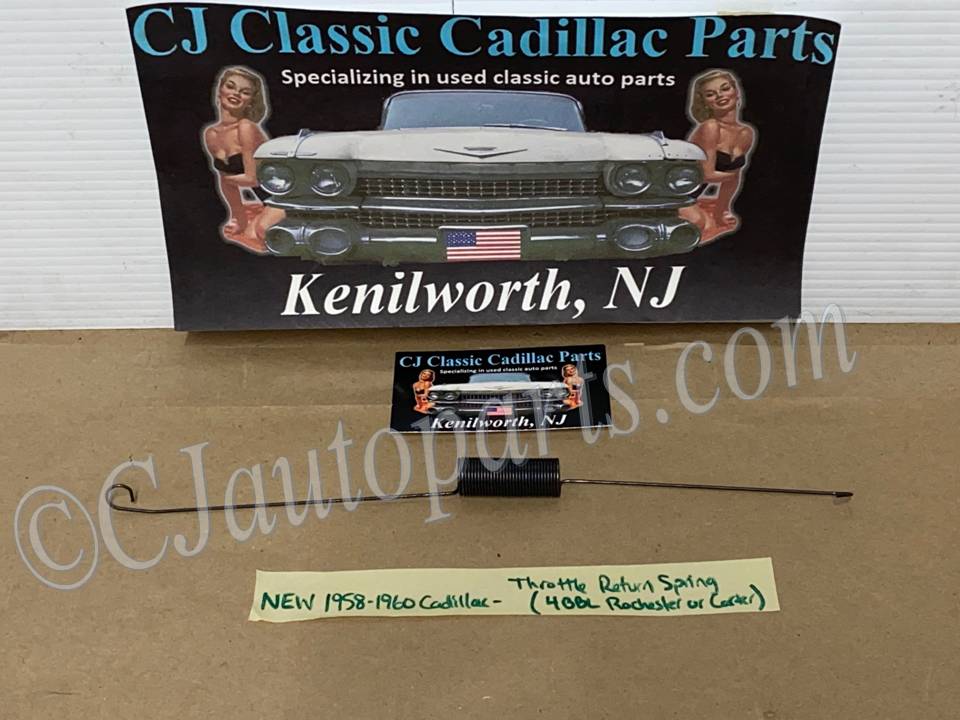 CJ Classic Cadillac Parts
Specializing in used classic auto parts
Kenilworth, NJ
CJ Classic Cadillac Parts
Specializing in used classic auto parts
Kenilworth, NJ
©CJautoparts.com
NEW 1958-1960 Cadillac- Throttle Return Spring
(4BBL Rochester or Carter)